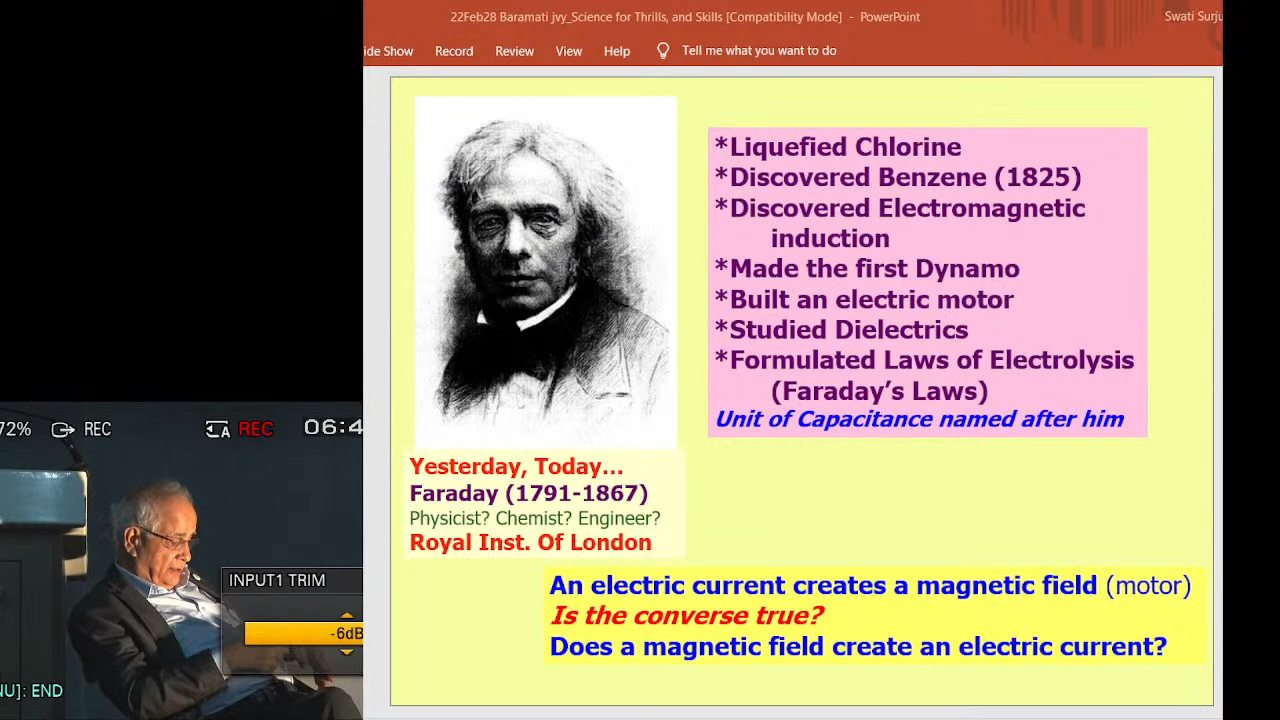 22Feb28 Baramati jvy_Science for Thrills, and Skills [Compatibility Mode] - PowerPoint
Swati Surju
ide Show Record Review View Help Tell me what you want to do
*Liquefied Chlorine
*Discovered Benzene (1825)
*Discovered Electromagnetic
induction
*Made the first Dynamo
*Built an electric motor
*Studied Dielectrics
*Formulated Laws of Electrolysis
(Faraday's Laws)
Unit of Capacitance named after him
Yesterday, Today...
Faraday (1791-1867)
Physicist? Chemist? Engineer?
Royal Inst. Of London
An electric current creates a magnetic field (motor)
Is the converse true?
Does a magnetic field create an electric current?
72% REC A REC 06:4
INPUT1 TRIM
-6dB
NU]: END